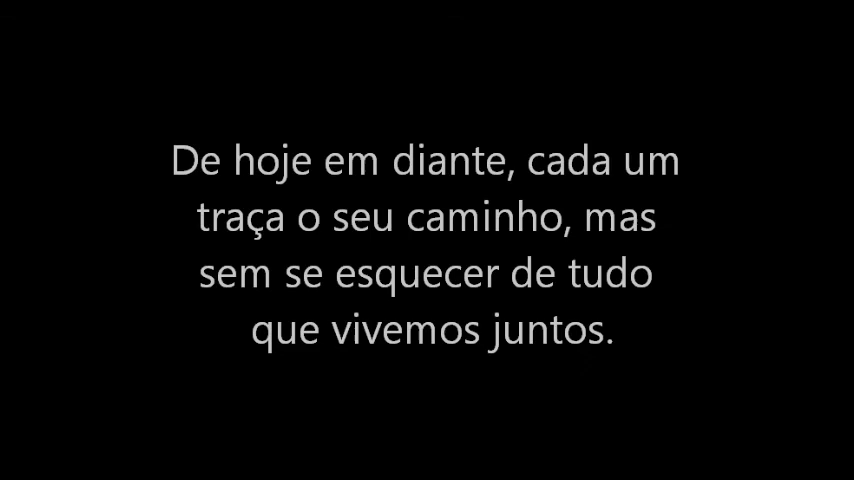 De hoje em diante, cada um
traça o seu caminho, mas
sem se esquecer de tudo
que vivemos juntos.